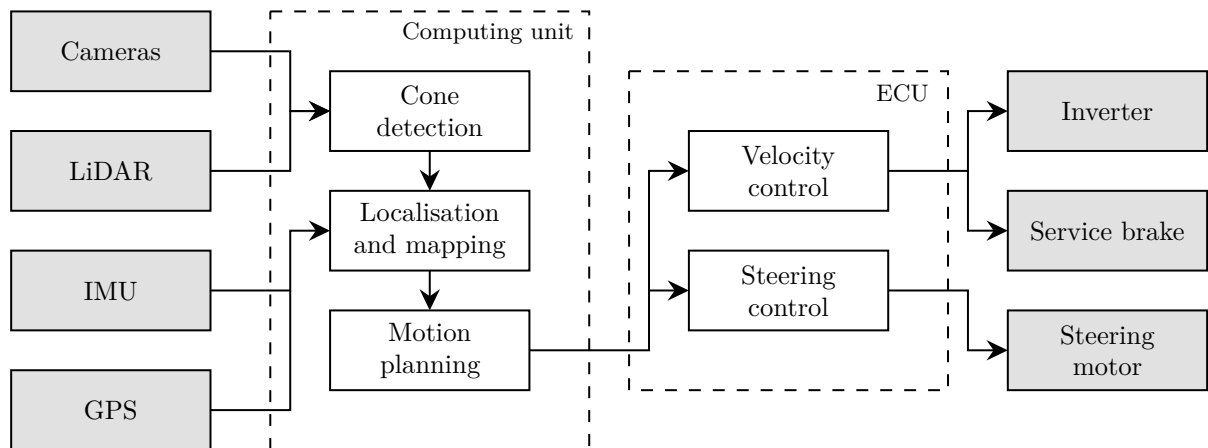 Cameras
LiDAR
IMU
GPS
Computing unit
Cone
detection
Localisation
and mapping
Motion
planning
ECU
Velocity
control
Steering
control
Inverter
Service brake
Steering
motor